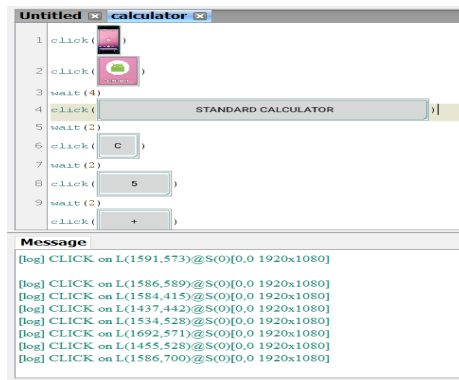 Untitled calculator
1 click( )
2 click( )
3 wait(4)
4 click( STANDARD CALCULATOR )
5 wait(2)
6 click( C )
7 wait(2)
8 click( 5 )
9 wait(2)
click( + )
Message
[log] CLICK on L(1591,573)@S(0)[0,0 1920x1080]
[log] CLICK on L(1586,589)@S(0)[0,0 1920x1080]
[log] CLICK on L(1584,415)@S(0)[0,0 1920x1080]
[log] CLICK on L(1437,442)@S(0)[0,0 1920x1080]
[log] CLICK on L(1534,528)@S(0)[0,0 1920x1080]
[log] CLICK on L(1692,571)@S(0)[0,0 1920x1080]
[log] CLICK on L(1455,528)@S(0)[0,0 1920x1080]
[log] CLICK on L(1586,700)@S(0)[0,0 1920x1080]